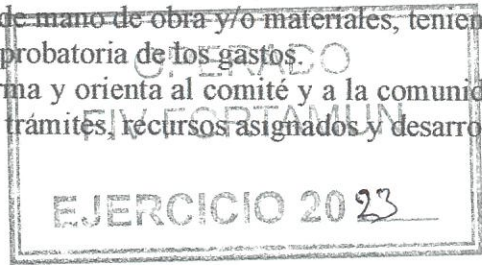 de mano de obra y/o materiales, tenien
probatoria de los gastos.
OPERADO
ma y orienta al comité y a la comunid
FIV FORTAMUN
trámites, recursos asignados y desarro
EJERCICIO 2023